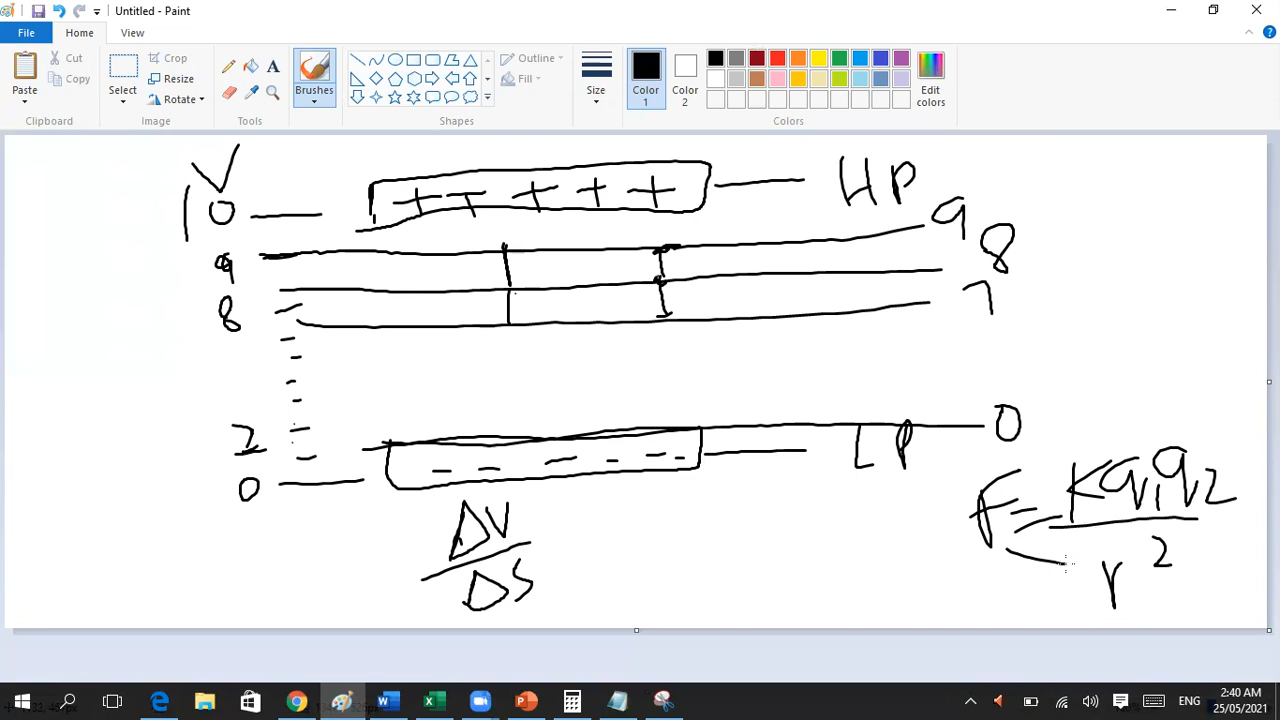 Untitled - Paint
File Home View
Paste
Cut
Copy
Clipboard
Select
Crop
Resize
Rotate
Image
A
Tools
Brushes
Outline
Fill
Shapes
Size
Color 1
Color 2
Edit colors
Colors
V
10
+ + + + +
HP
9
9
8
8
7
2
0
0
LP
ΔV
ΔS
F = Kq1q2
r2
ENG
2:40 AM
25/05/2021